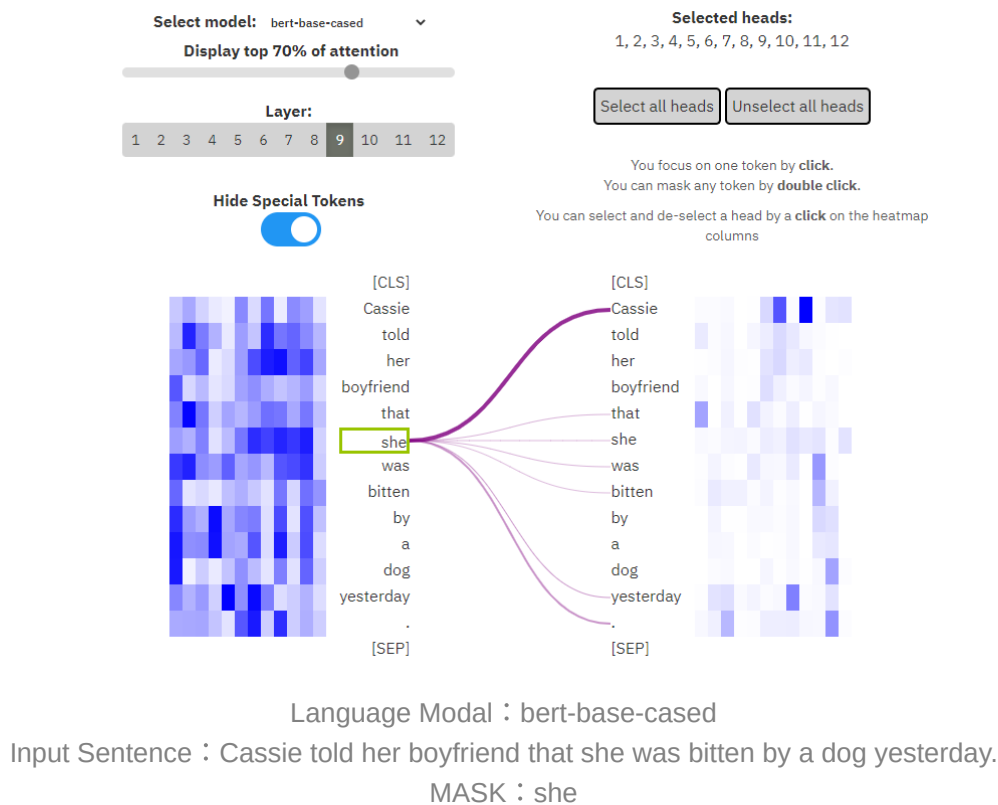 Select model: bert-base-cased
Display top 70% of attention
Layer:
1 2 3 4 5 6 7 8 9 10 11 12
Hide Special Tokens
Selected heads:
1, 2, 3, 4, 5, 6, 7, 8, 9, 10, 11, 12
Select all heads Unselect all heads
You focus on one token by click.
You can mask any token by double click.
You can select and de-select a head by a click on the heatmap
columns
[CLS] [CLS]
Cassie Cassie
told told
her her
boyfriend boyfriend
that that
she she
was was
bitten bitten
by by
a a
dog dog
yesterday yesterday
. .
[SEP] [SEP]
Language Modal：bert-base-cased
Input Sentence：Cassie told her boyfriend that she was bitten by a dog yesterday.
MASK：she